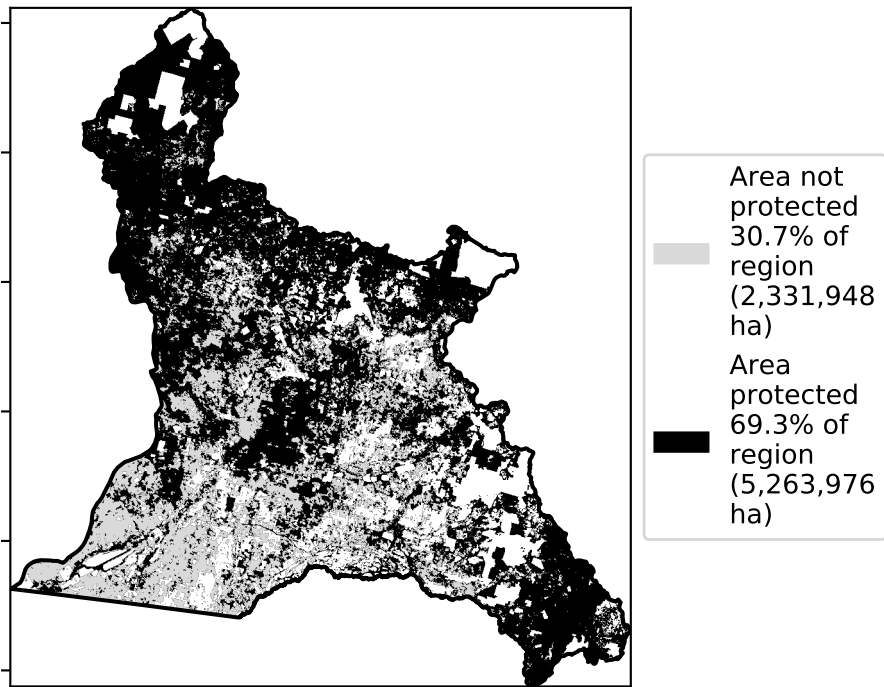 Area not
protected
30.7% of
region
(2,331,948
ha)
Area
protected
69.3% of
region
(5,263,976
ha)